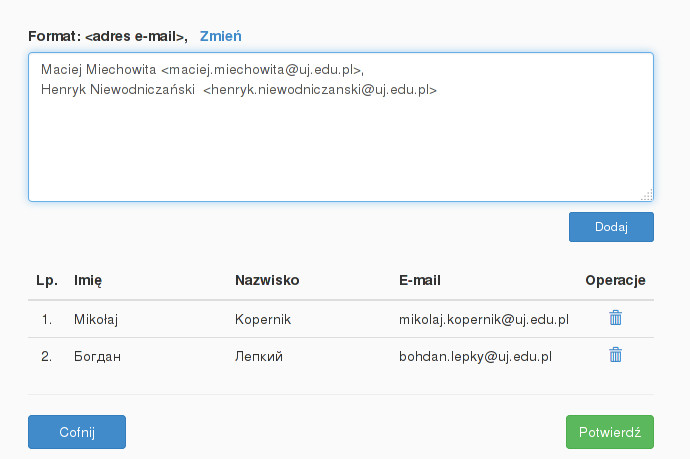 Format: <adres e-mail>, Zmień
Maciej Miechowita <maciej.miechowita@uj.edu.pl>,
Henryk Niewodniczański <henryk.niewodniczanski@uj.edu.pl>
Dodaj
Lp. Imię Nazwisko E-mail Operacje
1. Mikołaj Kopernik mikolaj.kopernik@uj.edu.pl
2. Богдан Лепкий bohdan.lepky@uj.edu.pl
Cofnij Potwierdź